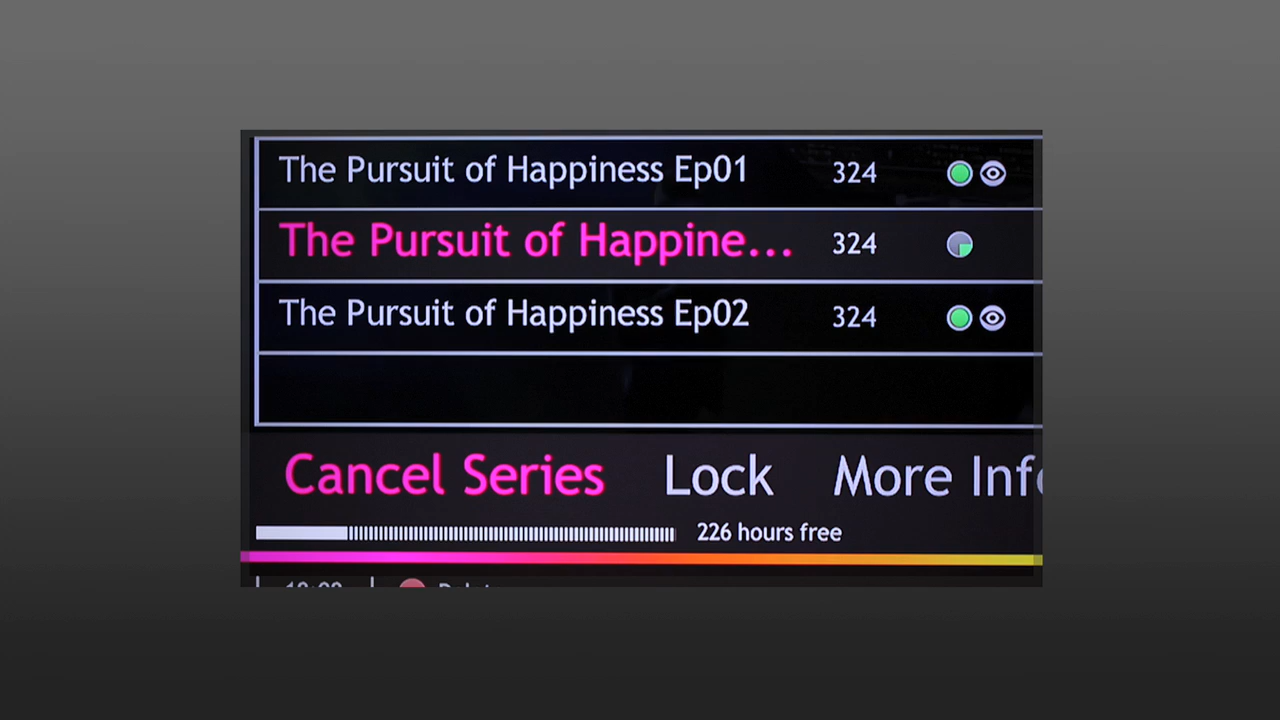 The Pursuit of Happiness Ep01 324
The Pursuit of Happine... 324
The Pursuit of Happiness Ep02 324
Cancel Series Lock More Info
226 hours free